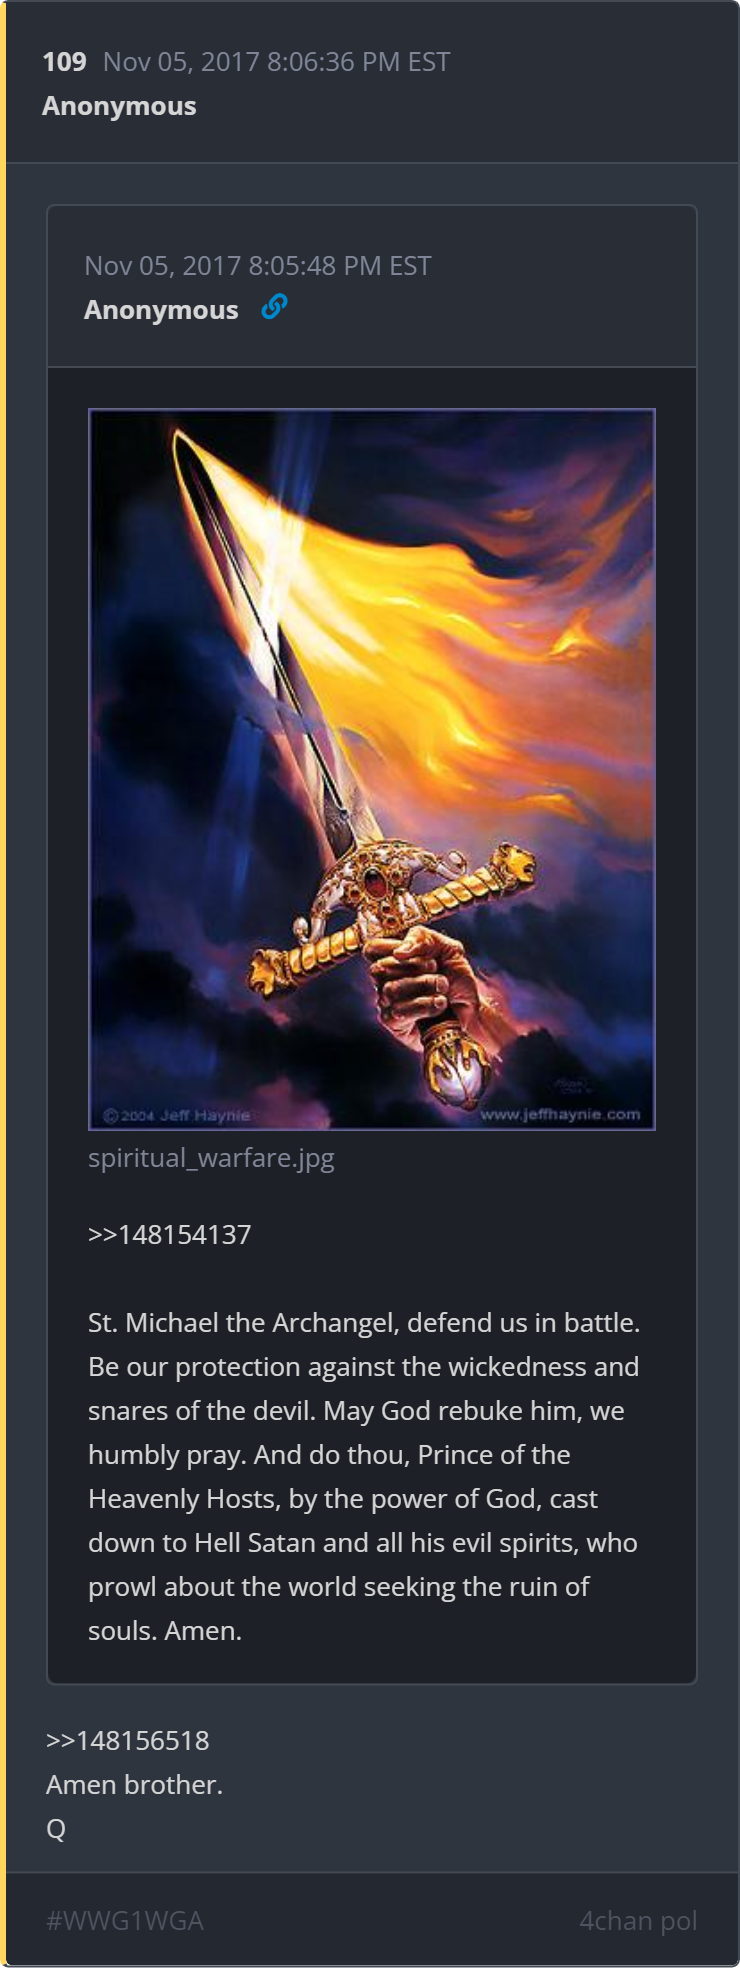 109 Nov 05, 2017 8:06:36 PM EST
Anonymous
Nov 05, 2017 8:05:48 PM EST
Anonymous
© 2004 Jeff Haynie
www.jeffhaynie.com
spiritual_warfare.jpg
>>148154137
St. Michael the Archangel, defend us in battle.
Be our protection against the wickedness and
snares of the devil. May God rebuke him, we
humbly pray. And do thou, Prince of the
Heavenly Hosts, by the power of God, cast
down to Hell Satan and all his evil spirits, who
prowl about the world seeking the ruin of
souls. Amen.
>>148156518
Amen brother.
Q
#WWG1WGA
4chan pol